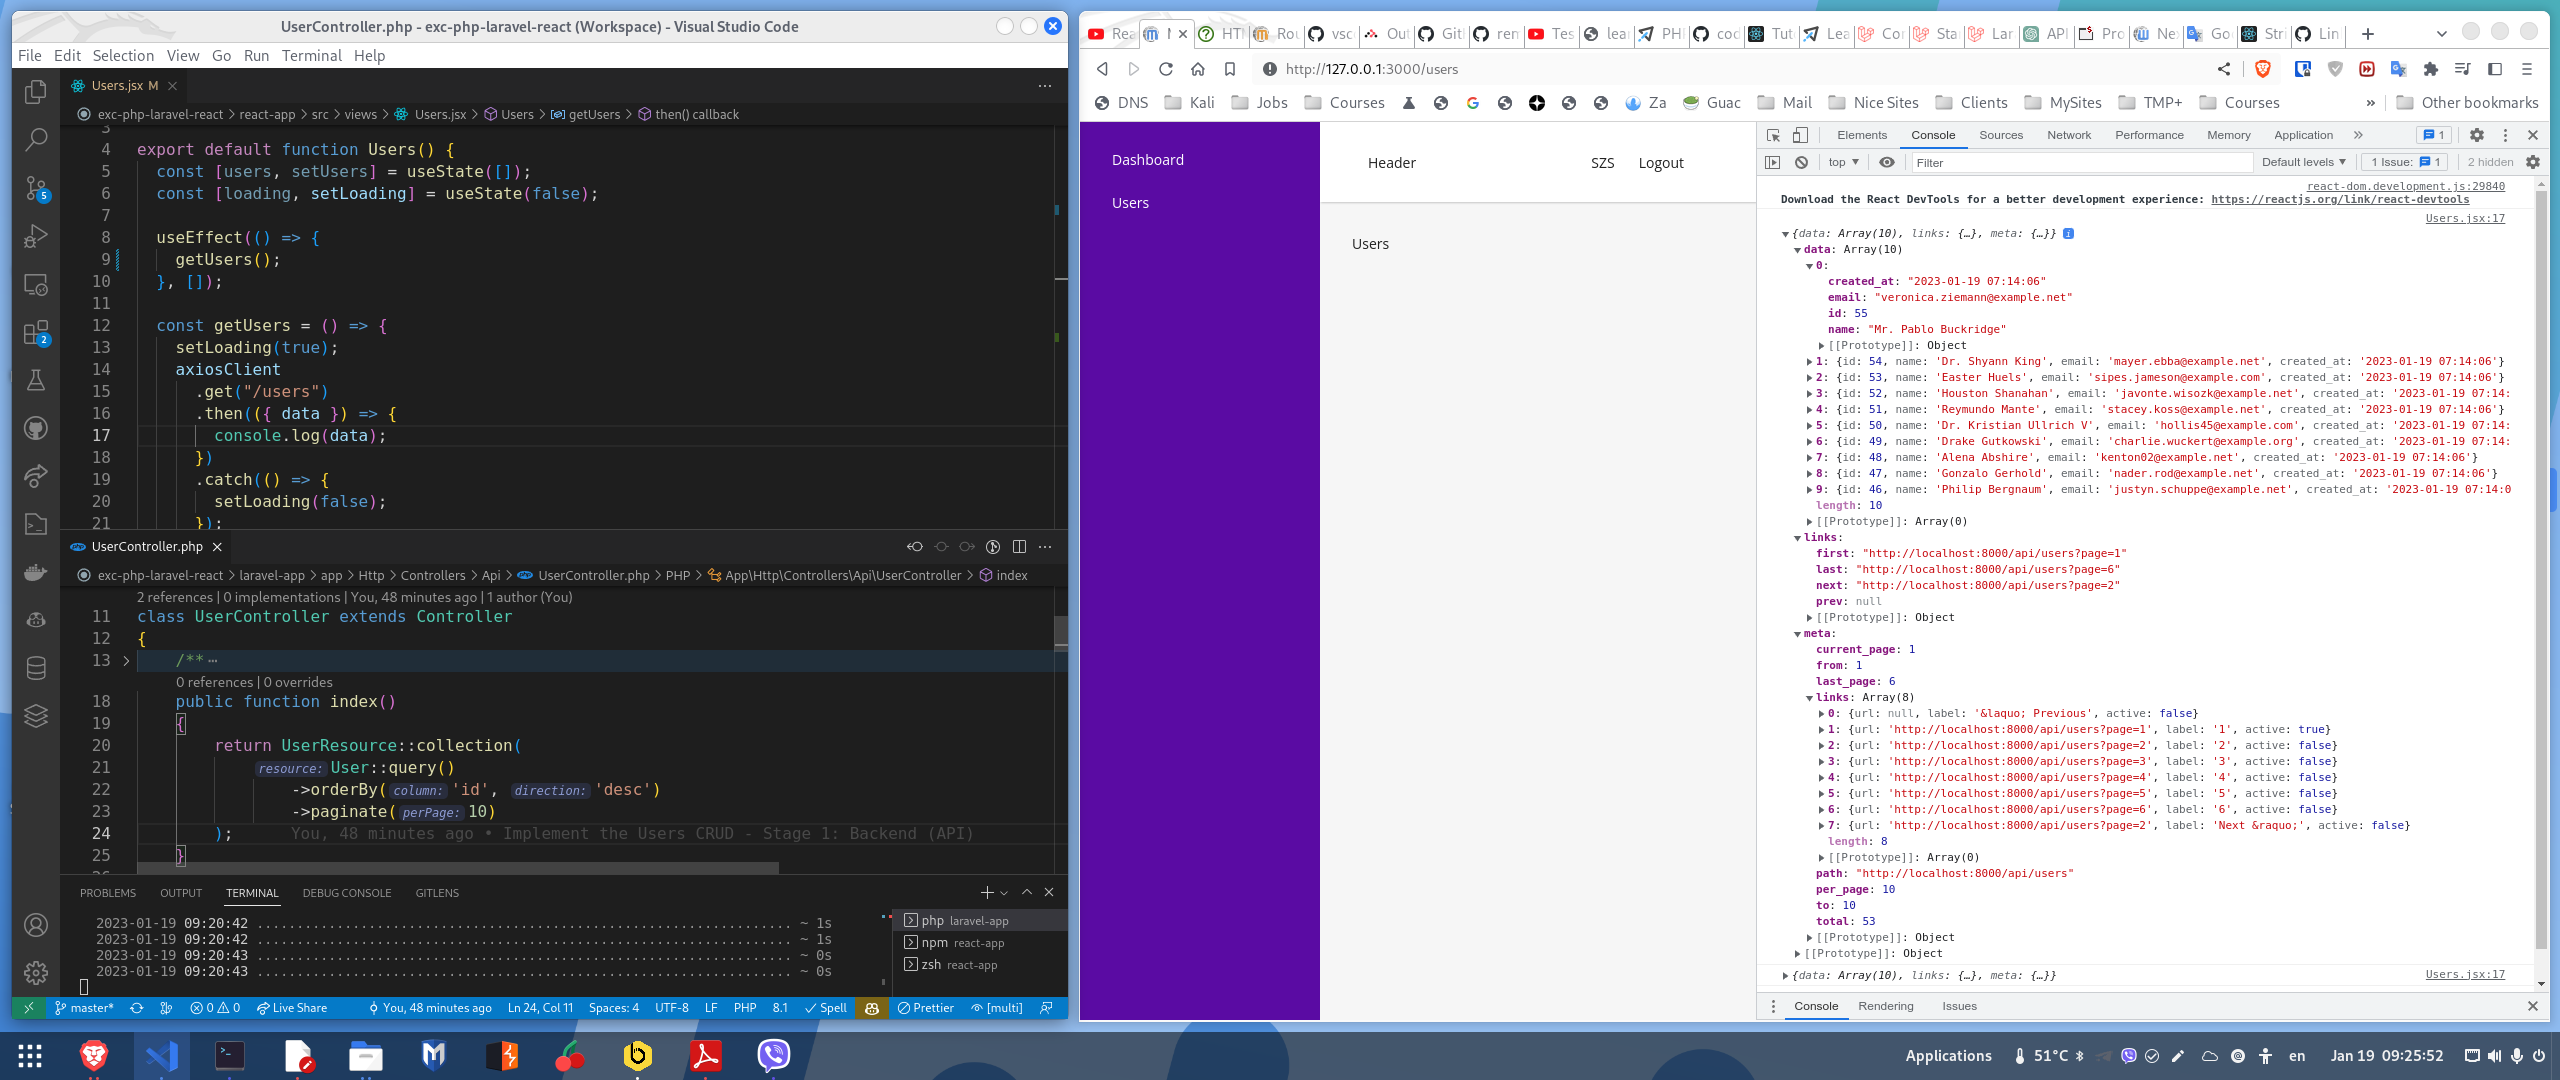 UserController.php - exc-php-laravel-react (Workspace) - Visual Studio Code
File Edit Selection View Go Run Terminal Help
Users.jsx M
exc-php-laravel-react > react-app > src > views > Users.jsx > Users > getUsers > then() callback
3
4 export default function Users() {
5 const [users, setUsers] = useState([]);
6 const [loading, setLoading] = useState(false);
7
8 useEffect(() => {
9 getUsers();
10 }, []);
11
12 const getUsers = () => {
13 setLoading(true);
14 axiosClient
15 .get("/users")
16 .then(({ data }) => {
17 console.log(data);
18 })
19 .catch(() => {
20 setLoading(false);
21 });
UserController.php
exc-php-laravel-react > laravel-app > app > Http > Controllers > Api > UserController.php > PHP > App\Http\Controllers\Api\UserController > index
2 references | 0 implementations | You, 48 minutes ago | 1 author (You)
11 class UserController extends Controller
12 {
13 /** ...
0 references | 0 overrides
18 public function index()
19 {
20 return UserResource::collection(
21 resource: User::query()
22 ->orderBy(column: 'id', direction: 'desc')
23 ->paginate(perPage: 10)
24 ); You, 48 minutes ago • Implement the Users CRUD - Stage 1: Backend (API)
25 }
PROBLEMS OUTPUT TERMINAL DEBUG CONSOLE GITLENS
2023-01-19 09:20:42 ................................................................... ~ 1s
2023-01-19 09:20:42 ................................................................... ~ 1s
2023-01-19 09:20:43 ................................................................... ~ 0s
2023-01-19 09:20:43 ................................................................... ~ 0s
php laravel-app
npm react-app
zsh react-app
master* 0 0 Live Share You, 48 minutes ago Ln 24, Col 11 Spaces: 4 UTF-8 LF PHP 8.1 Spell Prettier [multi]
Rea HTM Rou vsc Out Git rem Tes lea PHI cod Tut Lea Cor Sta Lar API Pro Nex Goo Stri Lin
http://127.0.0.1:3000/users
DNS Kali Jobs Courses Za Guac Mail Nice Sites Clients MySites TMP+ Courses » Other bookmarks
Dashboard
Users
Header SZS Logout
Users
Elements Console Sources Network Performance Memory Application » 1
top Filter Default levels 1 Issue: 1 2 hidden
react-dom.development.js:29840
Download the React DevTools for a better development experience: https://reactjs.org/link/react-devtools
Users.jsx:17
{data: Array(10), links: {…}, meta: {…}}
data: Array(10)
0:
created_at: "2023-01-19 07:14:06"
email: "veronica.ziemann@example.net"
id: 55
name: "Mr. Pablo Buckridge"
[[Prototype]]: Object
1: {id: 54, name: 'Dr. Shyann King', email: 'mayer.ebba@example.net', created_at: '2023-01-19 07:14:06'}
2: {id: 53, name: 'Easter Huels', email: 'sipes.jameson@example.com', created_at: '2023-01-19 07:14:06'}
3: {id: 52, name: 'Houston Shanahan', email: 'javonte.wisozk@example.net', created_at: '2023-01-19 07:14:
4: {id: 51, name: 'Reymundo Mante', email: 'stacey.koss@example.net', created_at: '2023-01-19 07:14:06'}
5: {id: 50, name: 'Dr. Kristian Ullrich V', email: 'hollis45@example.com', created_at: '2023-01-19 07:14:
6: {id: 49, name: 'Drake Gutkowski', email: 'charlie.wuckert@example.org', created_at: '2023-01-19 07:14:
7: {id: 48, name: 'Alena Abshire', email: 'kenton02@example.net', created_at: '2023-01-19 07:14:06'}
8: {id: 47, name: 'Gonzalo Gerhold', email: 'nader.rod@example.net', created_at: '2023-01-19 07:14:06'}
9: {id: 46, name: 'Philip Bergnaum', email: 'justyn.schuppe@example.net', created_at: '2023-01-19 07:14:0
length: 10
[[Prototype]]: Array(0)
links:
first: "http://localhost:8000/api/users?page=1"
last: "http://localhost:8000/api/users?page=6"
next: "http://localhost:8000/api/users?page=2"
prev: null
[[Prototype]]: Object
meta:
current_page: 1
from: 1
last_page: 6
links: Array(8)
0: {url: null, label: '&laquo; Previous', active: false}
1: {url: 'http://localhost:8000/api/users?page=1', label: '1', active: true}
2: {url: 'http://localhost:8000/api/users?page=2', label: '2', active: false}
3: {url: 'http://localhost:8000/api/users?page=3', label: '3', active: false}
4: {url: 'http://localhost:8000/api/users?page=4', label: '4', active: false}
5: {url: 'http://localhost:8000/api/users?page=5', label: '5', active: false}
6: {url: 'http://localhost:8000/api/users?page=6', label: '6', active: false}
7: {url: 'http://localhost:8000/api/users?page=2', label: 'Next &raquo;', active: false}
length: 8
[[Prototype]]: Array(0)
path: "http://localhost:8000/api/users"
per_page: 10
to: 10
total: 53
[[Prototype]]: Object
[[Prototype]]: Object
{data: Array(10), links: {…}, meta: {…}} Users.jsx:17
Console Rendering Issues
Applications 51°C en Jan 19 09:25:52